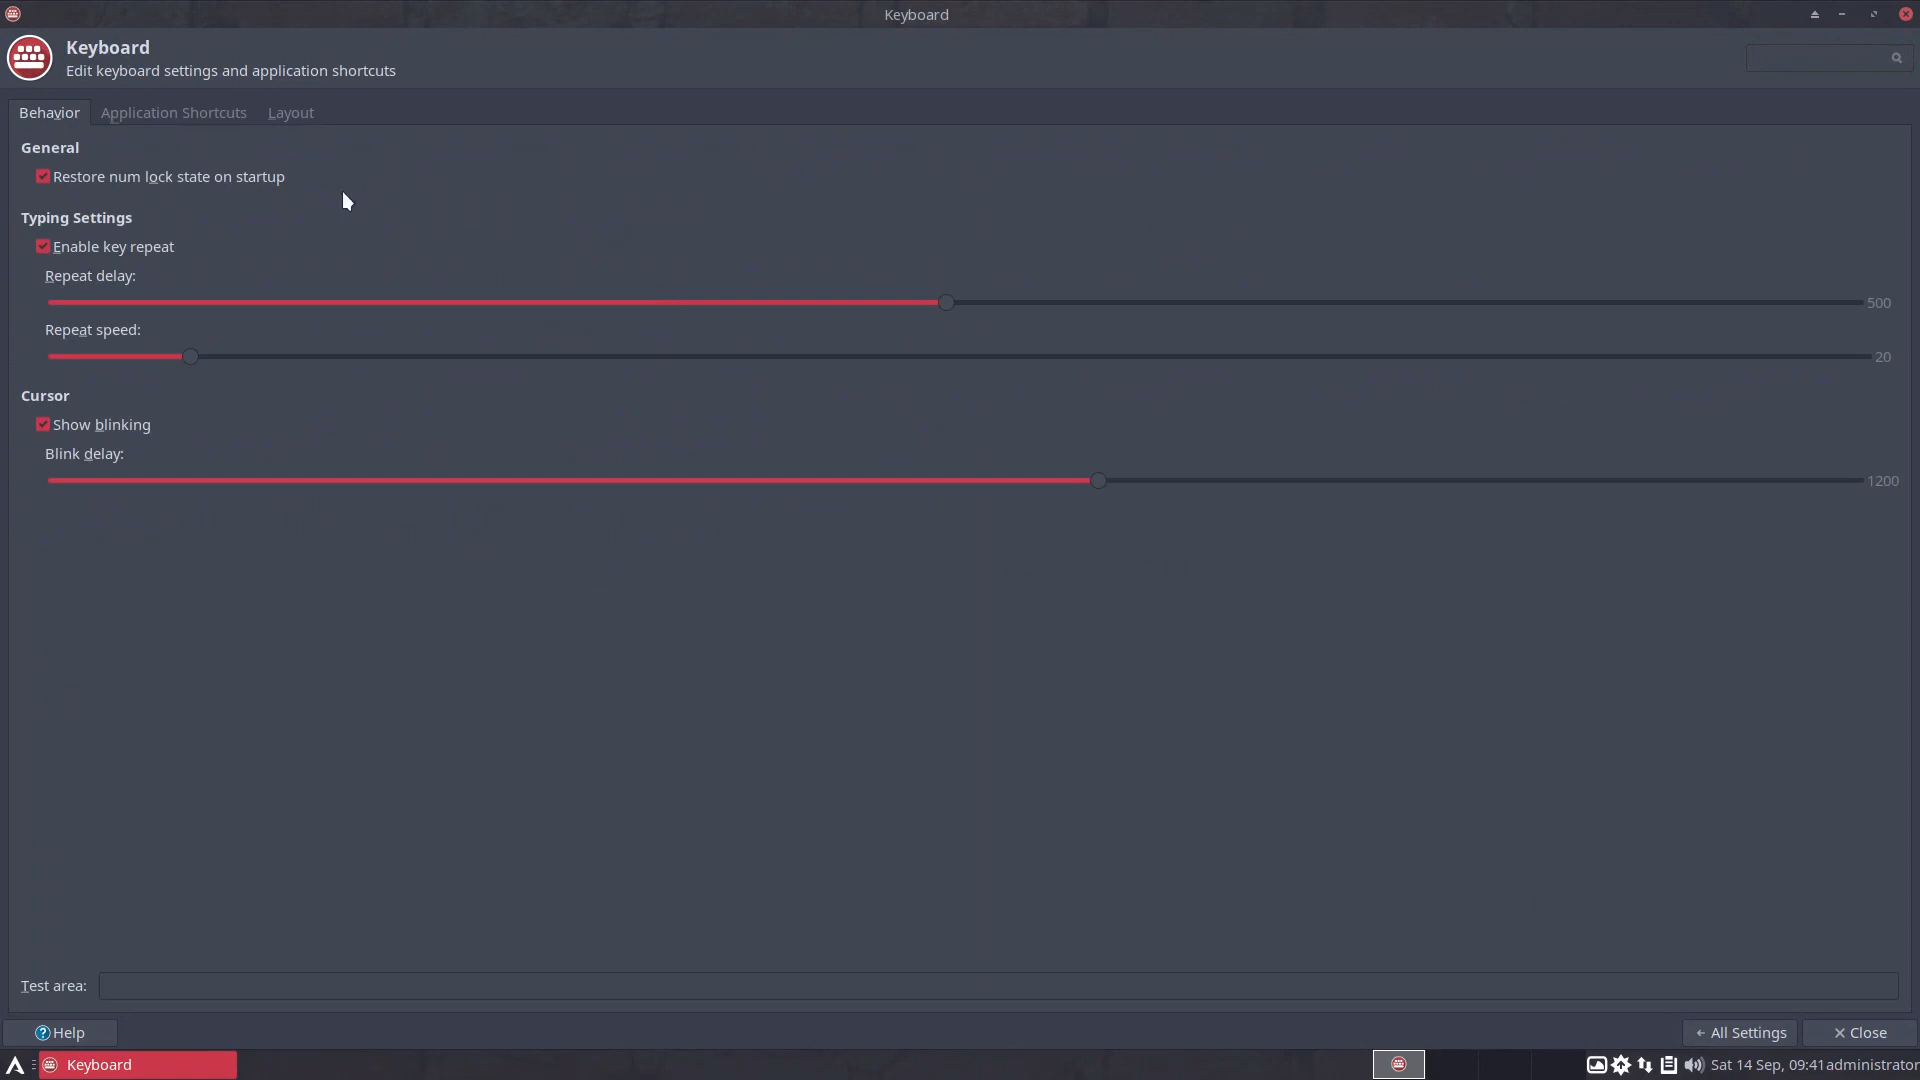 Keyboard
Keyboard
Edit keyboard settings and application shortcuts
Behavior Application Shortcuts Layout
General
Restore num lock state on startup
Typing Settings
Enable key repeat
Repeat delay:
500
Repeat speed:
20
Cursor
Show blinking
Blink delay:
1200
Test area:
Help All Settings Close
Keyboard Sat 14 Sep, 09:41 administrator